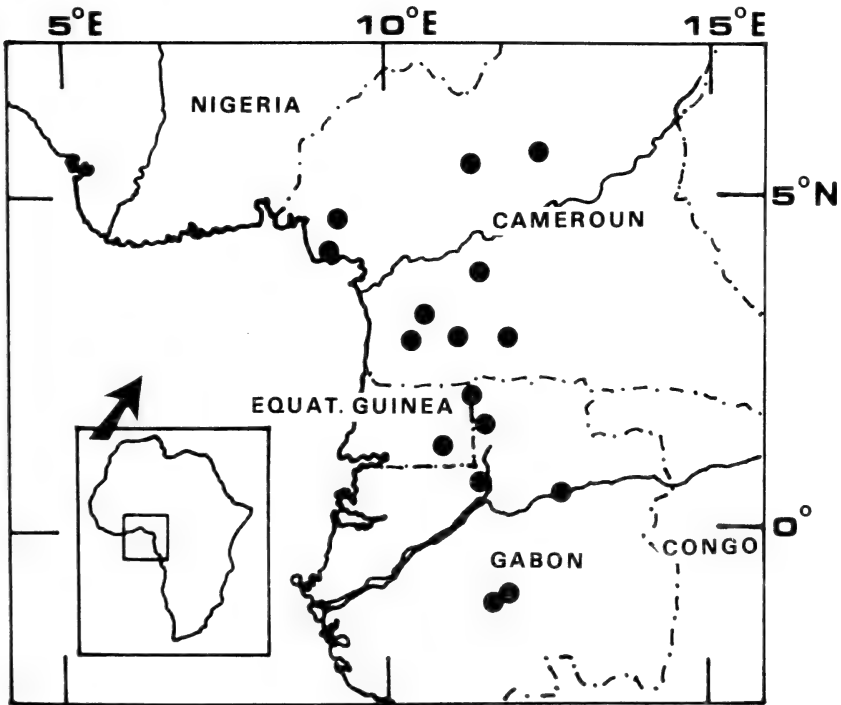 5°E 10°E 15°E
NIGERIA
5°N
CAMEROUN
EQUAT. GUINEA
0°
CONGO
GABON